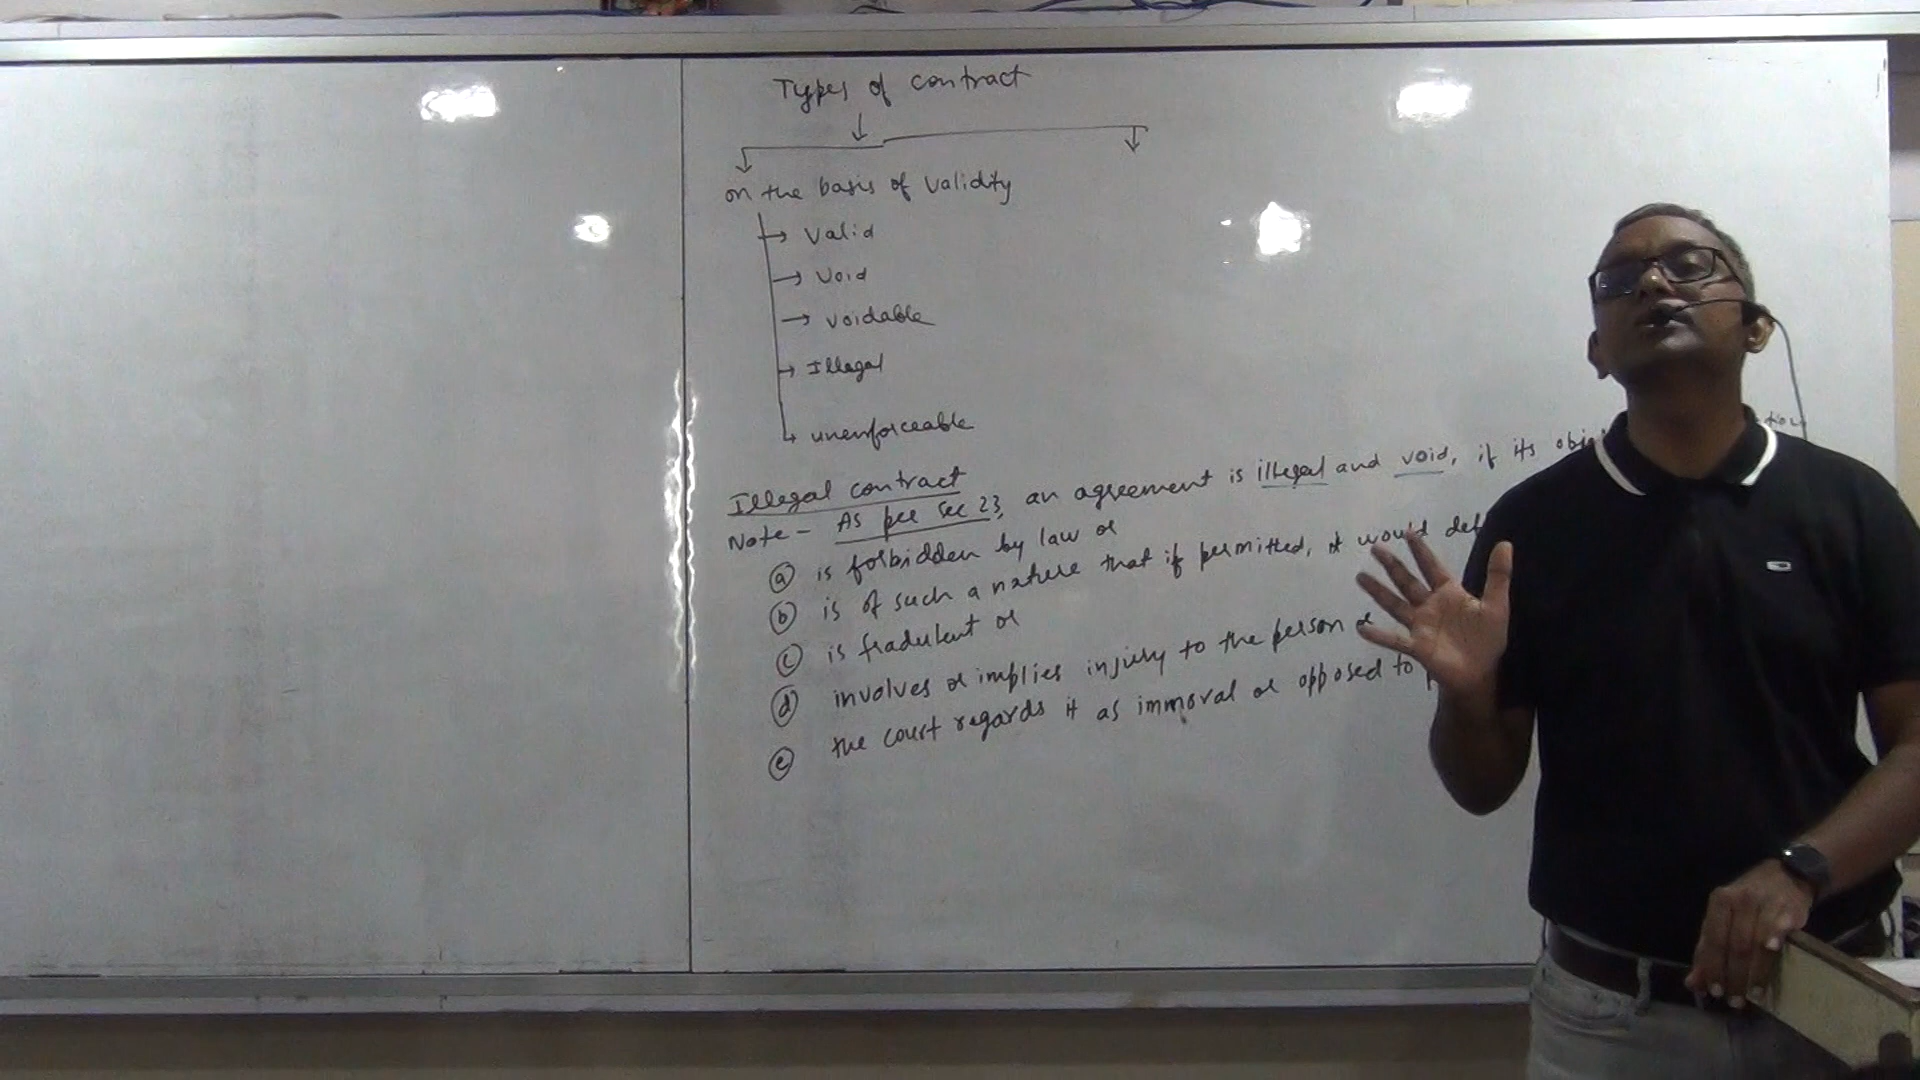 Types of contract
on the basis of validity
valid
void
voidable
Illegal
unenforceable
Illegal contract
Note - As per sec 23, an agreement is illegal and void, if its
(a) is forbidden by law or
(b) is of such a nature that if permitted, it would
(c) is fradulent or
(d) involves or implies injury to the person or
(e) the court regards it as immoral or opposed to